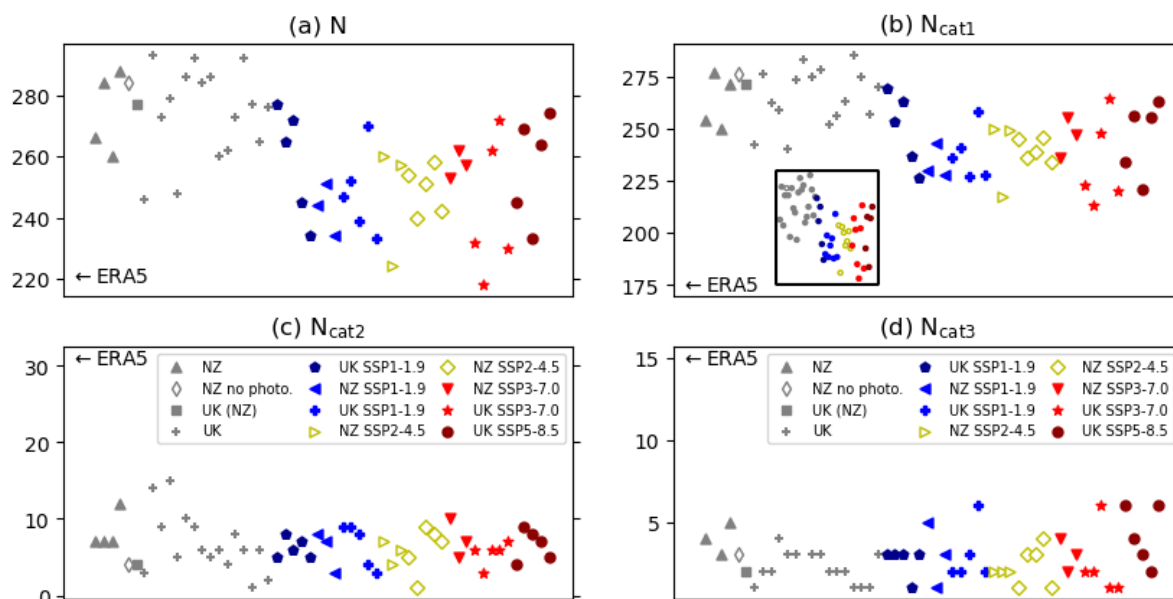 (a) N
280
260
240
220
← ERA5
(b) N_cat1
275
250
225
200
175
← ERA5
(c) N_cat2
30
20
10
0
← ERA5
NZ
NZ no photo.
UK (NZ)
UK
UK SSP1-1.9
NZ SSP1-1.9
UK SSP1-1.9
NZ SSP2-4.5
NZ SSP2-4.5
NZ SSP3-7.0
UK SSP3-7.0
UK SSP5-8.5
(d) N_cat3
15
10
5
← ERA5
NZ
NZ no photo.
UK (NZ)
UK
UK SSP1-1.9
NZ SSP1-1.9
UK SSP1-1.9
NZ SSP2-4.5
NZ SSP2-4.5
NZ SSP3-7.0
UK SSP3-7.0
UK SSP5-8.5